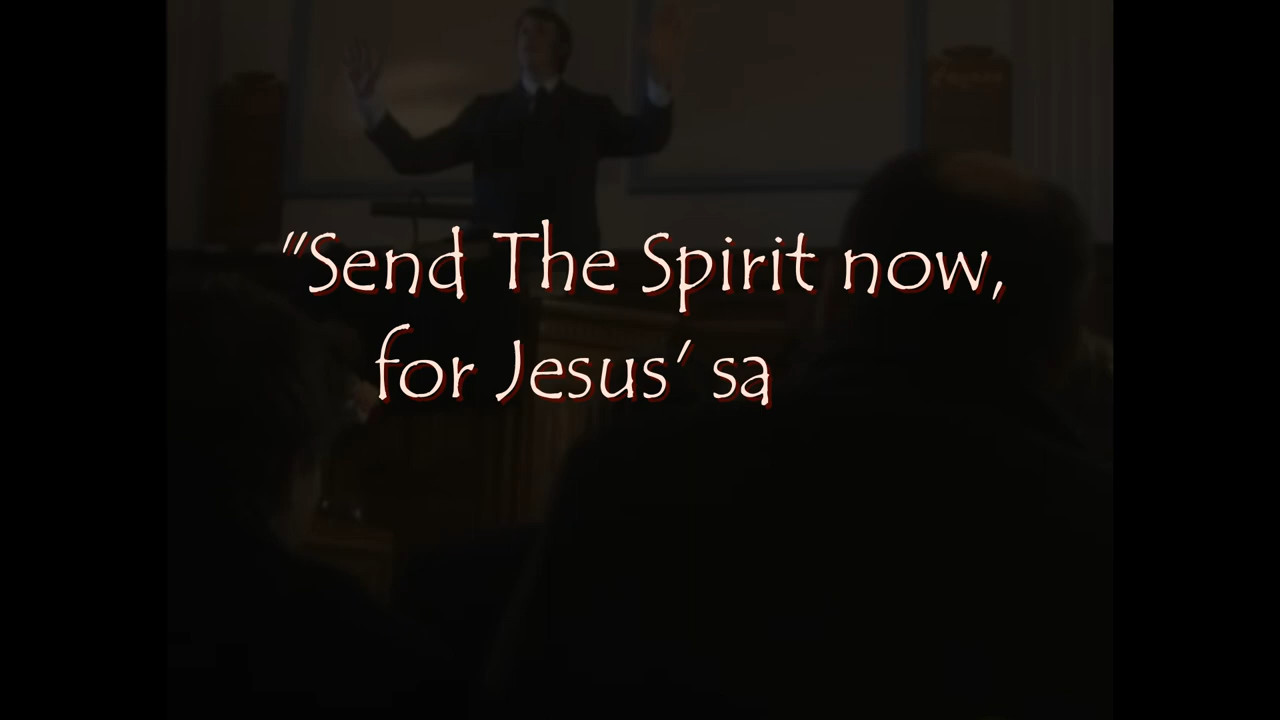 “Send The Spirit now,
for Jesus’ sa